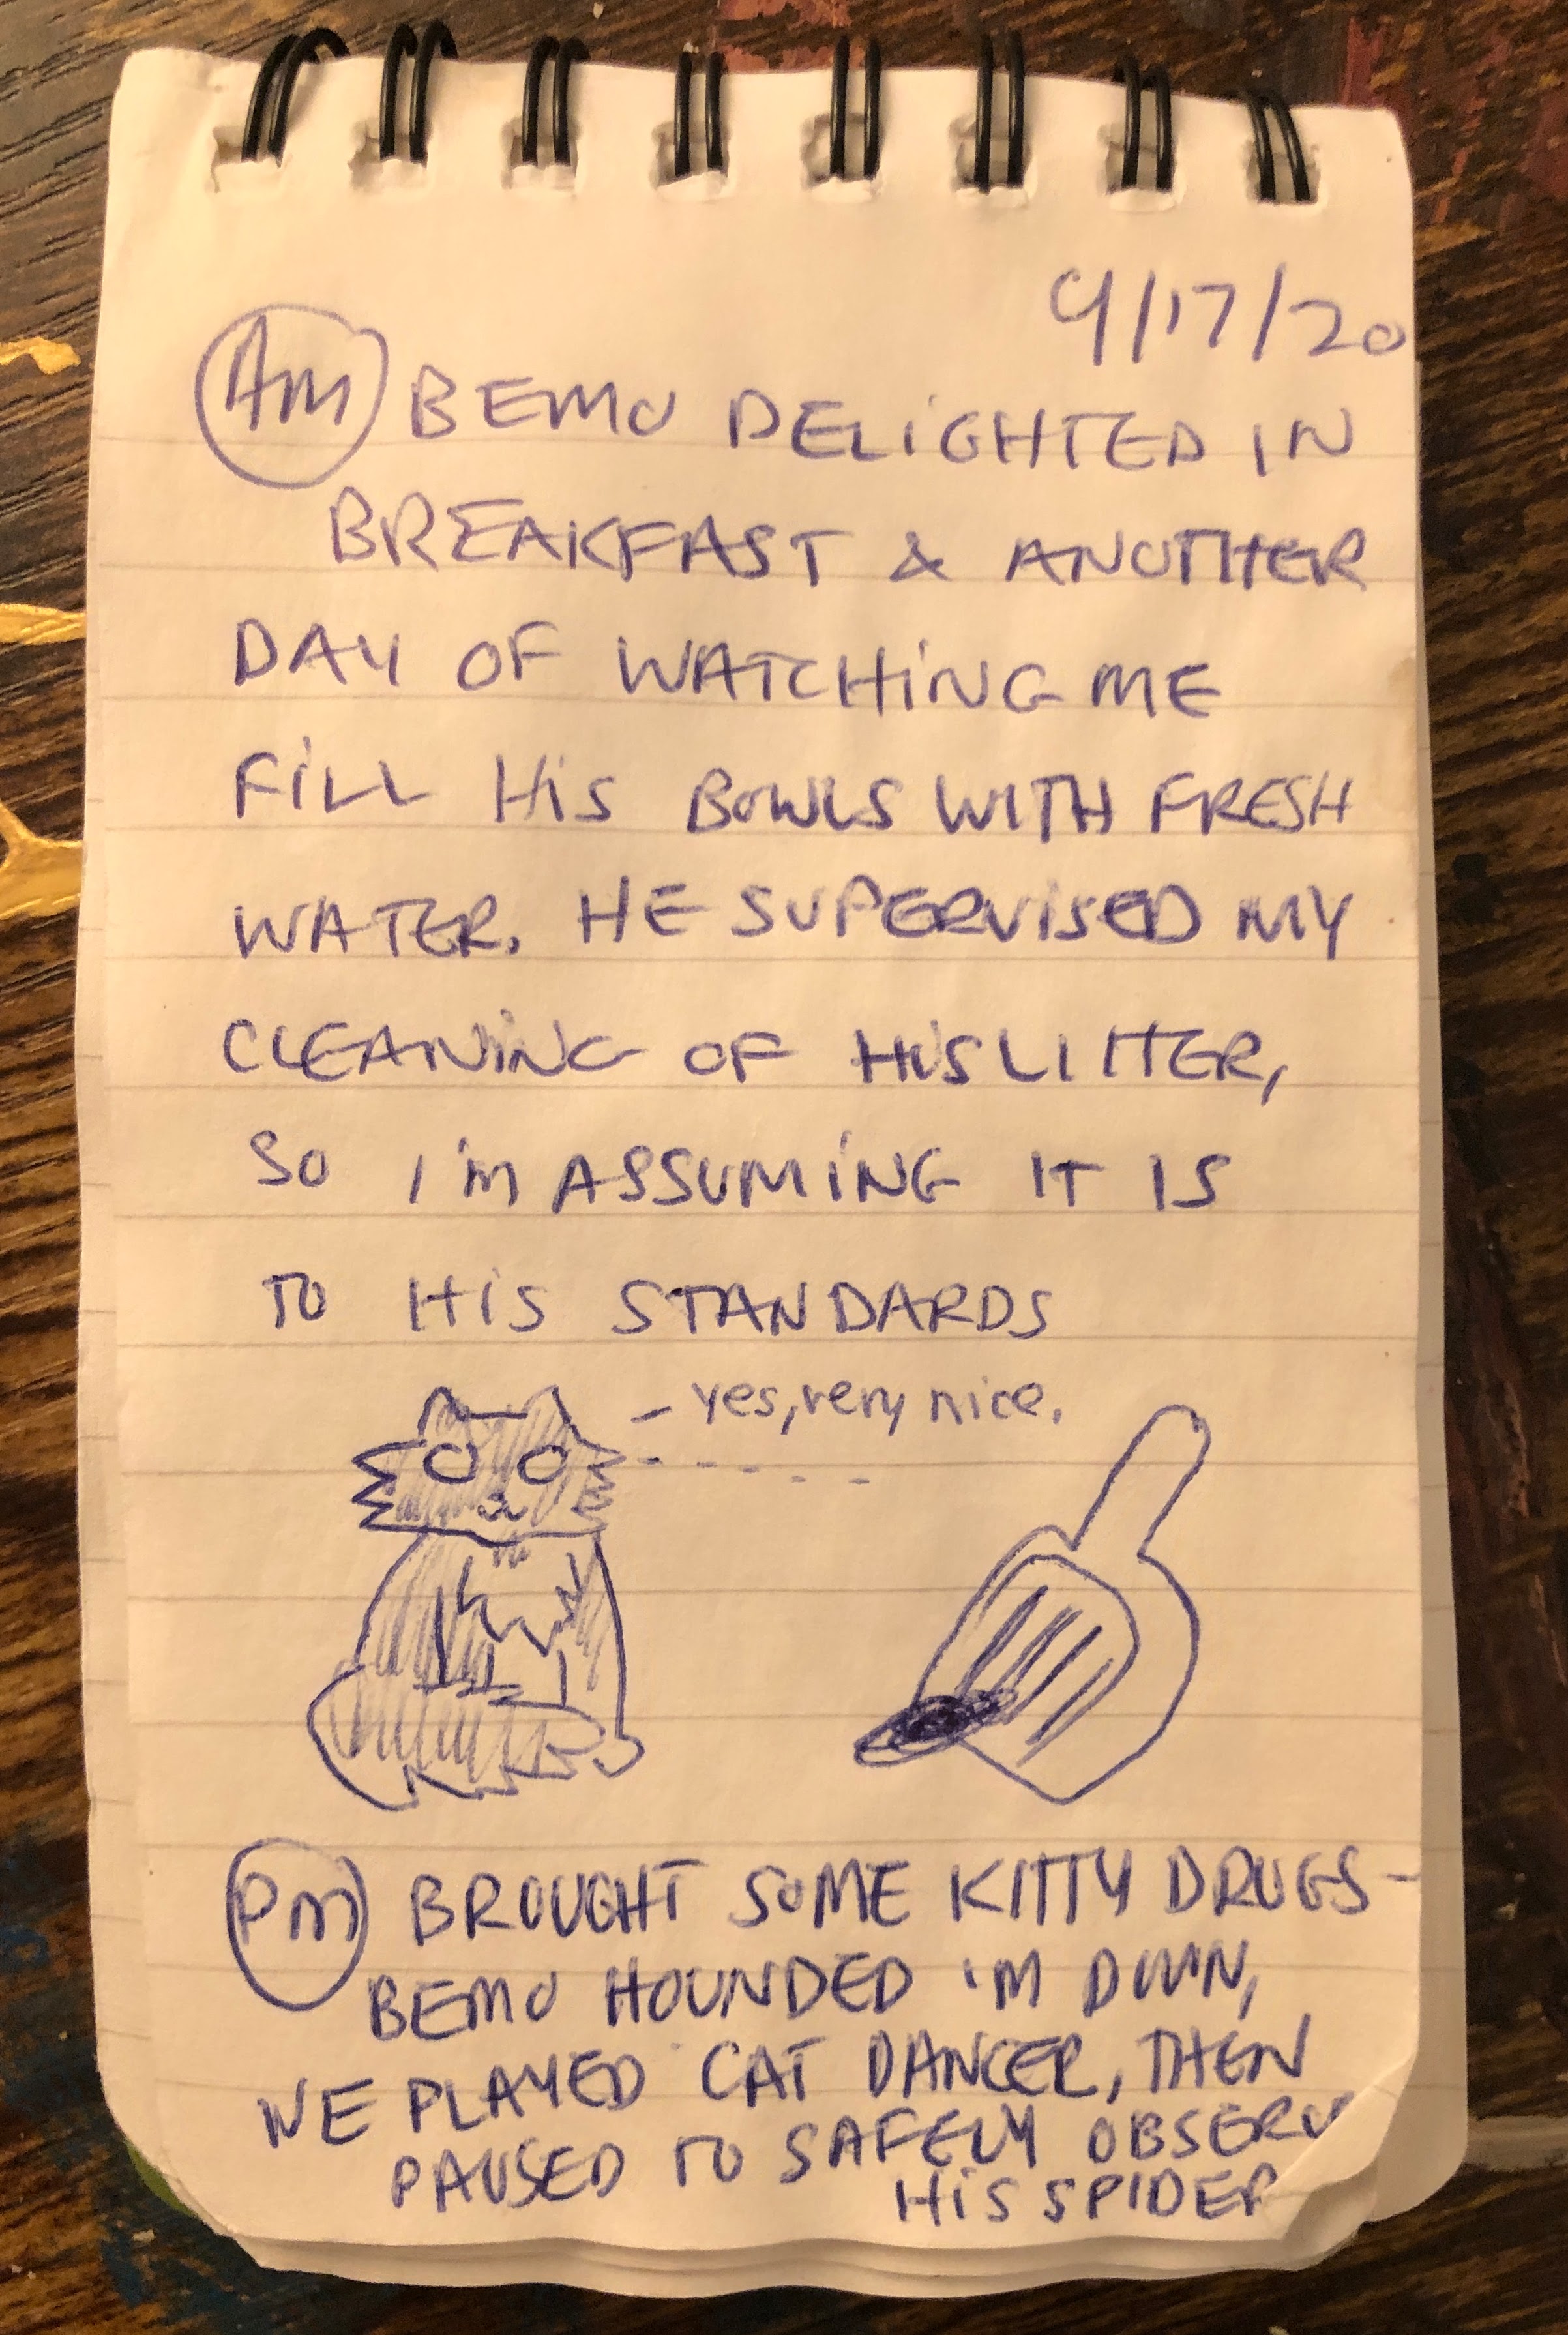 9/17/20
AM BEMO DELIGHTED IN
BREAKFAST & ANOTHER
DAY OF WATCHING ME
FILL HIS BOWLS WITH FRESH
WATER. HE SUPERVISED MY
CLEANING OF HIS LITTER,
SO I'M ASSUMING IT IS
TO HIS STANDARDS
- yes, very nice.
PM BROUGHT SOME KITTY DRUGS-
BEMO HOUNDED 'M DOWN,
WE PLAYED CAT DANCER, THEN
PAUSED TO SAFELY OBSERV
HIS SPIDER